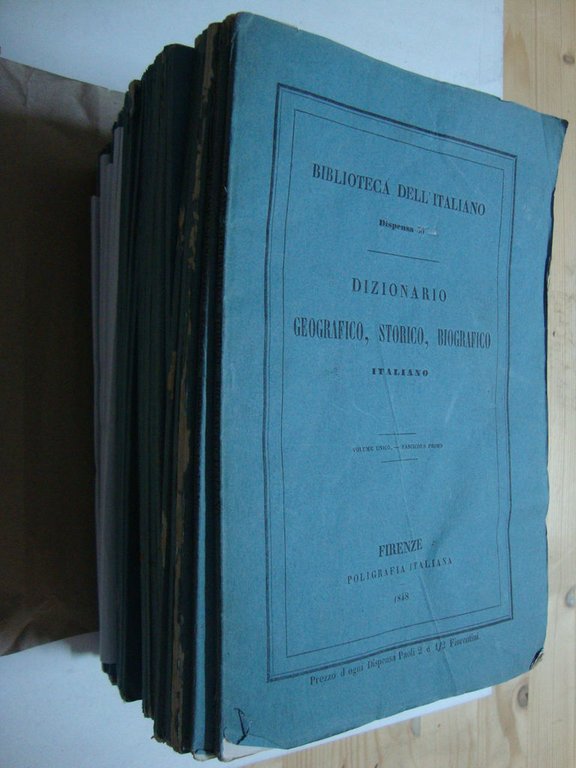 BIBLIOTECA DELL'ITALIANO
Dispensa
DIZIONARIO
GEOGRAFICO, STORICO, BIOGRAFICO
ITALIANO
VOLUME UNICO. — FASCICOLO PRIMO
FIRENZE
POLIGRAFIA ITALIANA
1848
Prezzo d'ogni Dispensa Paoli 2 e 1/2 Fiorentini.